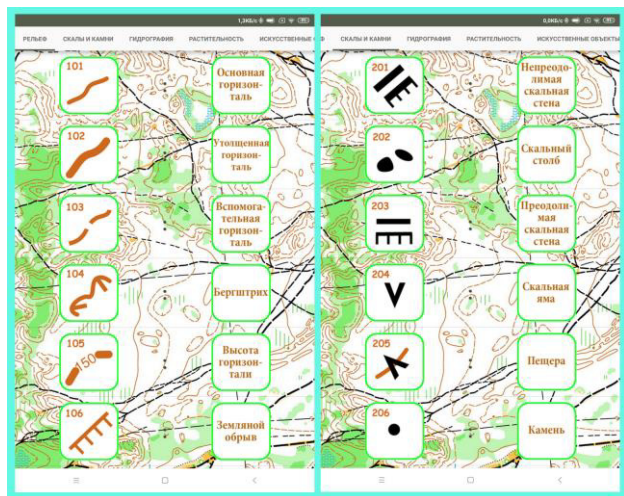 1,3КБ/с
РЕЛЬЕФ СКАЛЫ И КАМНИ ГИДРОГРАФИЯ РАСТИТЕЛЬНОСТЬ ИСКУССТВЕННЫЕ
101
Основная
горизон-
таль
102
Утолщенная
горизон-
таль
103
Вспомога-
тельная
горизон-
таль
104
Бергштрих
105
150
Высота
горизон-
тали
106
Земляной
обрыв
0,0КБ/с
СКАЛЫ И КАМНИ ГИДРОГРАФИЯ РАСТИТЕЛЬНОСТЬ ИСКУССТВЕННЫЕ ОБЪЕКТЫ
201
Непреодо-
лимая
скальная
стена
202
Скальный
столб
203
Преодоли-
мая
скальная
стена
204
Скальная
яма
205
Пещера
206
Камень